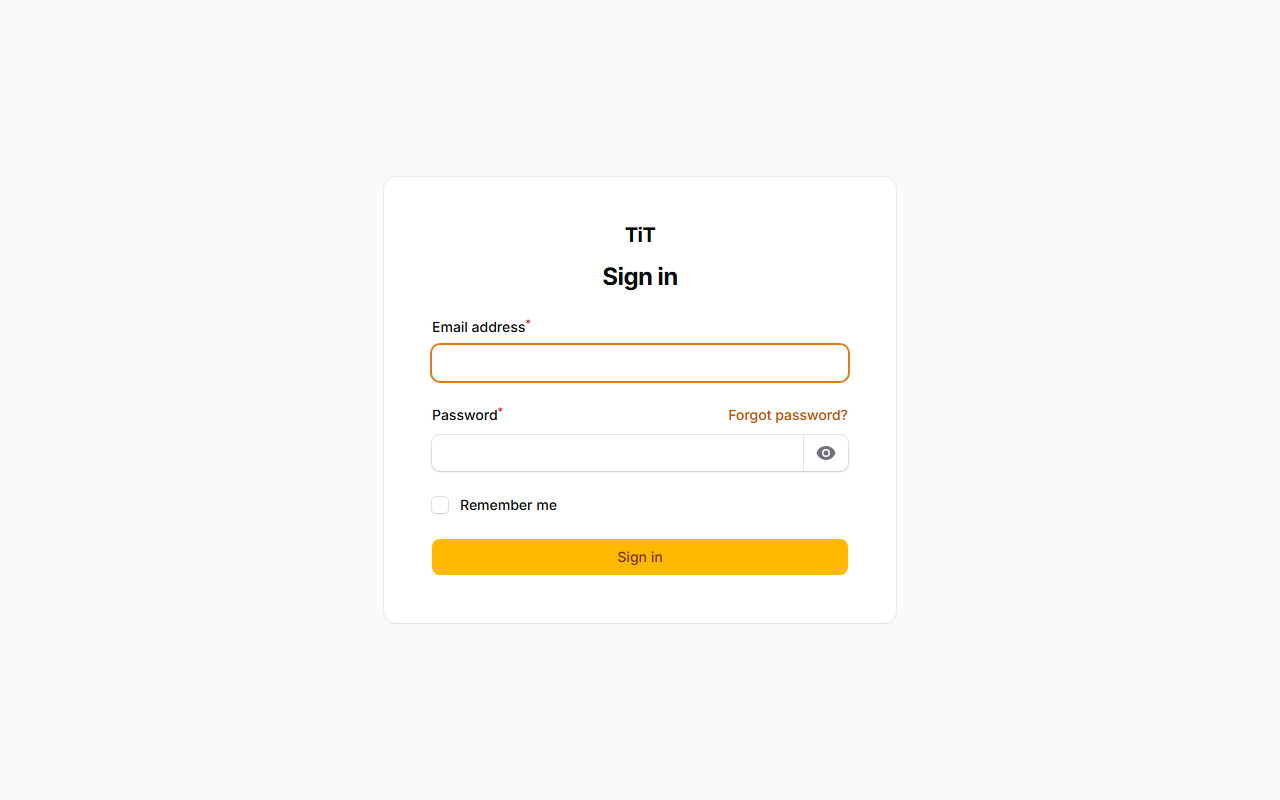 TiT
Sign in
Email address*
Password*
Forgot password?
Remember me
Sign in